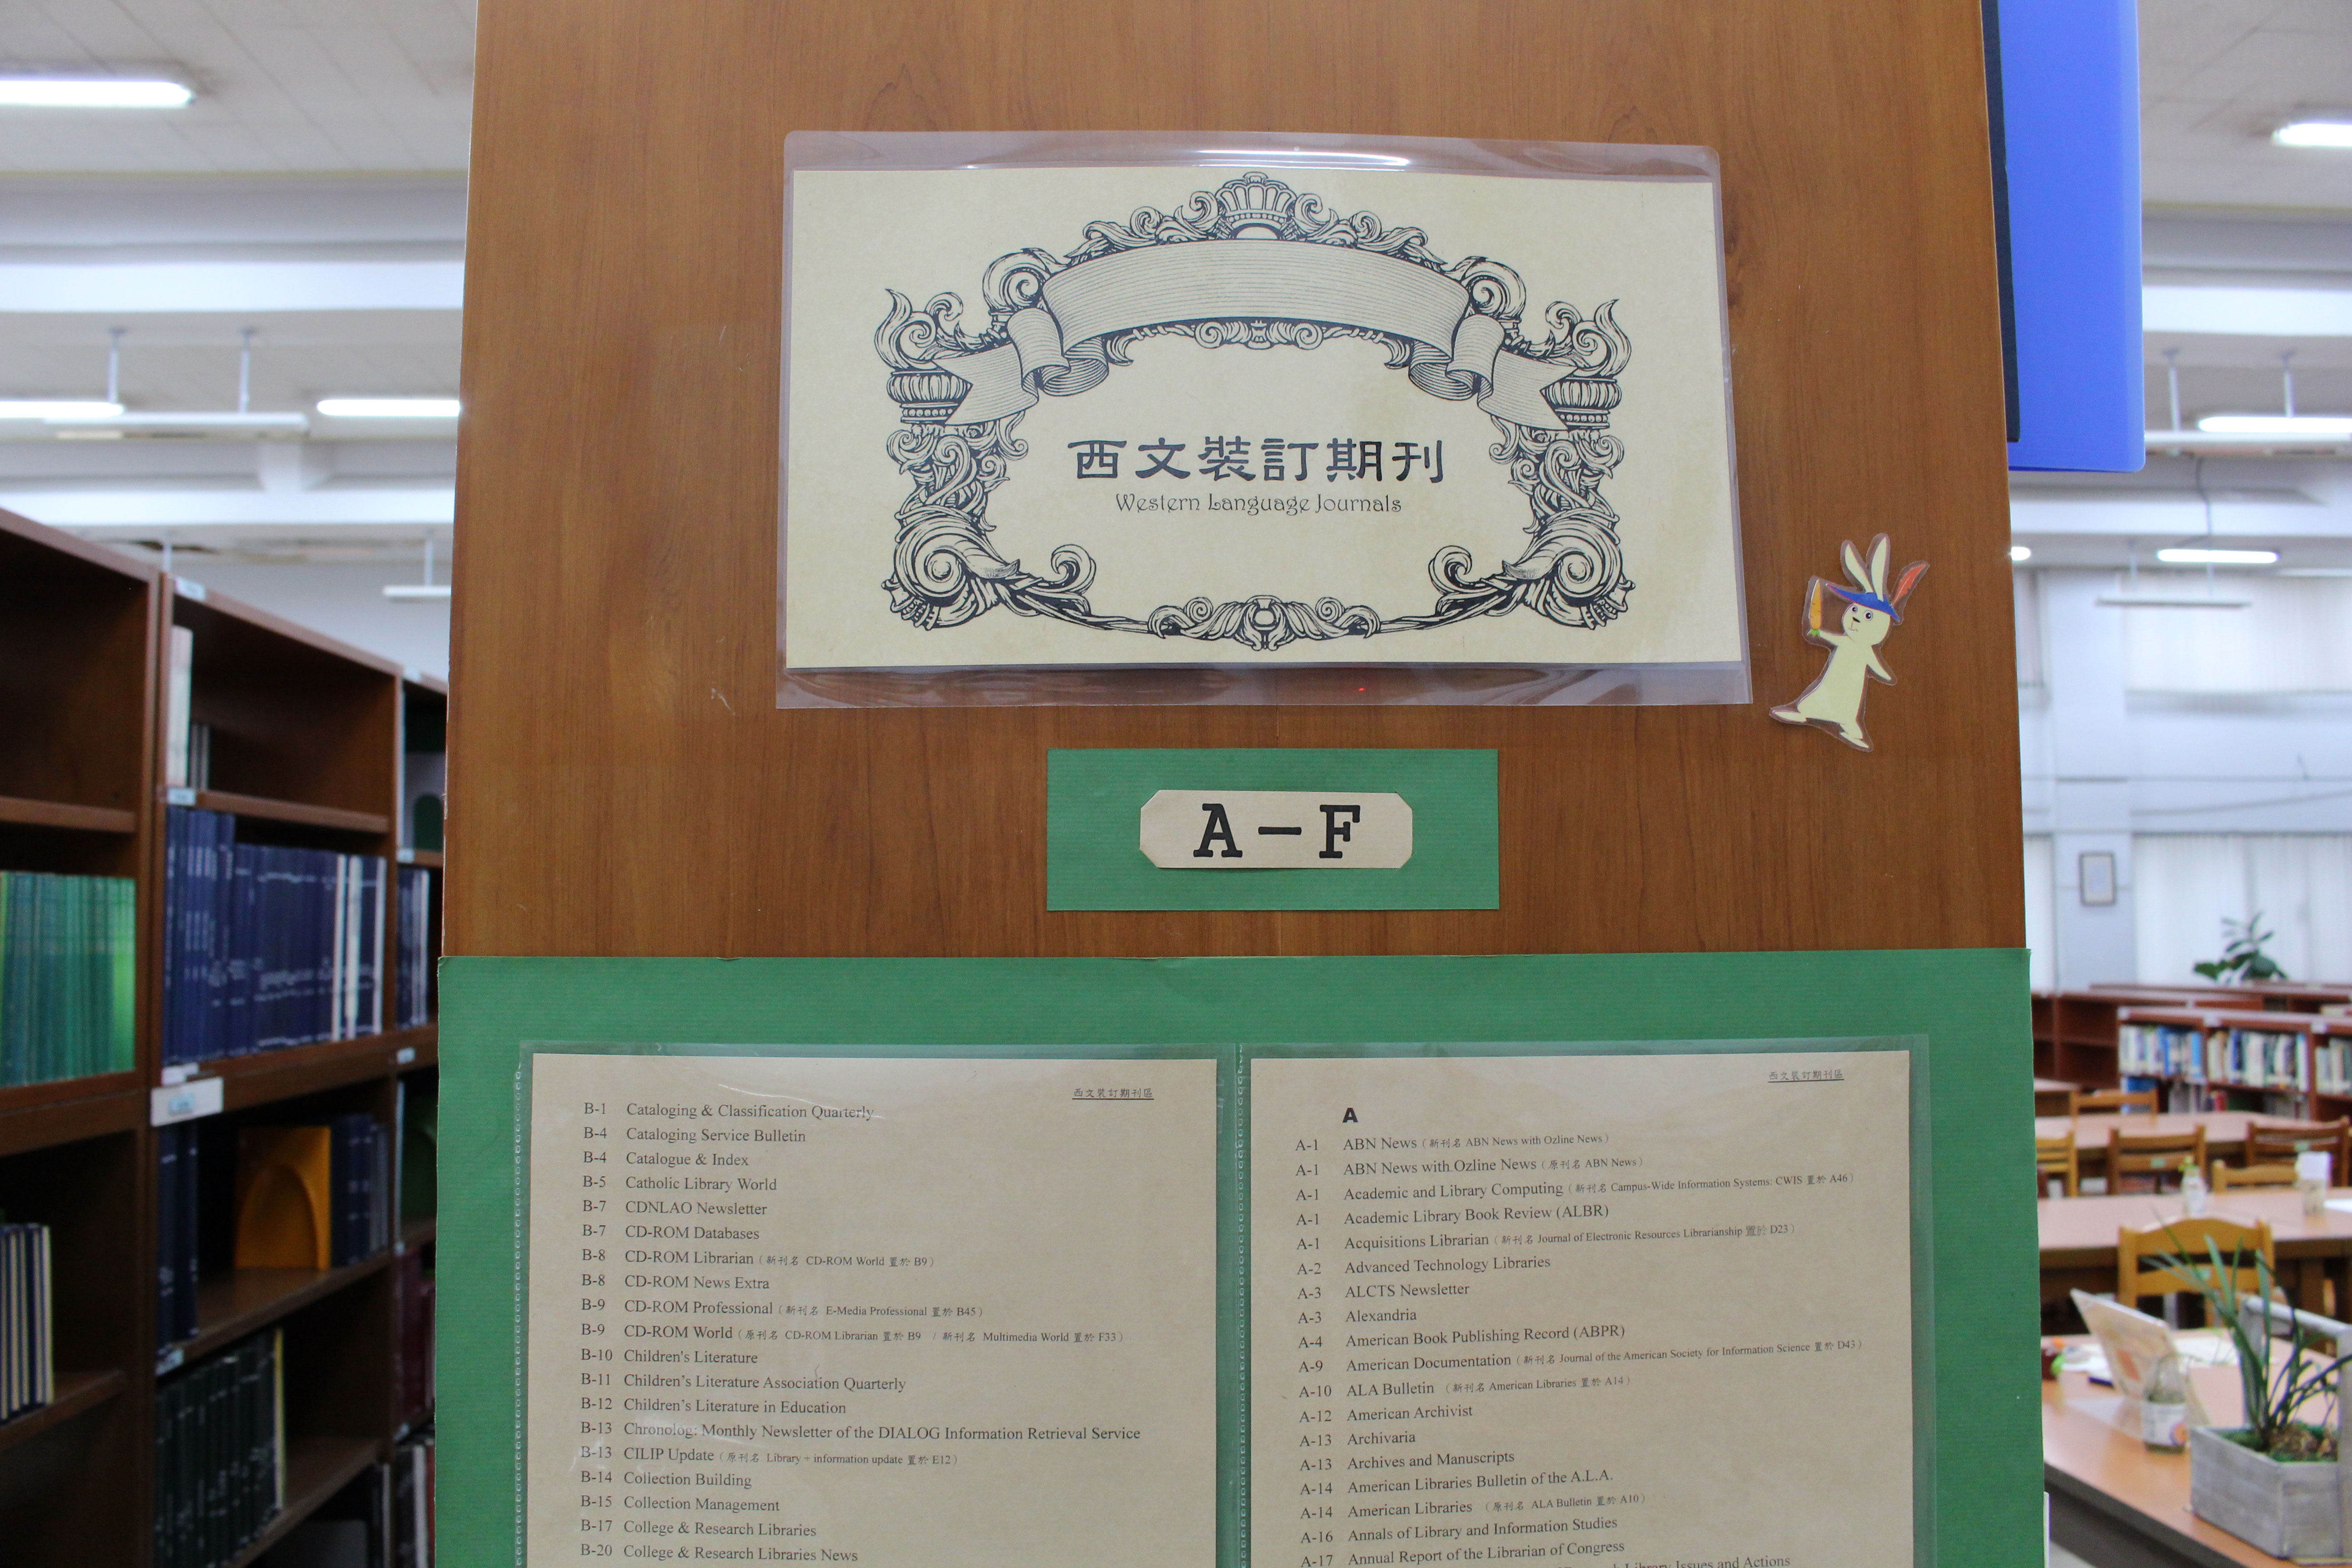 西文裝訂期刊
Western Language Journals
A-F
西文裝訂期刊區
B-1 Cataloging & Classification Quarterly
B-4 Cataloging Service Bulletin
B-4 Catalogue & Index
B-5 Catholic Library World
B-7 CDNLAO Newsletter
B-7 CD-ROM Databases
B-8 CD-ROM Librarian (新刊名 CD-ROM World 置於 B9)
B-8 CD-ROM News Extra
B-9 CD-ROM Professional (新刊名 E-Media Professional 置於 B45)
B-9 CD-ROM World (原刊名 CD-ROM Librarian 置於 B9 / 新刊名 Multimedia World 置於 F33)
B-10 Children's Literature
B-11 Children's Literature Association Quarterly
B-12 Children's Literature in Education
B-13 Chronolog: Monthly Newsletter of the DIALOG Information Retrieval Service
B-13 CILIP Update (原刊名 Library + information update 置於 E12)
B-14 Collection Building
B-15 Collection Management
B-17 College & Research Libraries
B-20 College & Research Libraries News
西文裝訂期刊區
A
A-1 ABN News (新刊名 ABN News with Ozline News)
A-1 ABN News with Ozline News (原刊名 ABN News)
A-1 Academic and Library Computing (新刊名 Campus-Wide Information Systems: CWIS 置於 A46)
A-1 Academic Library Book Review (ALBR)
A-1 Acquisitions Librarian (新刊名 Journal of Electronic Resources Librarianship 置於 D23)
A-2 Advanced Technology Libraries
A-3 ALCTS Newsletter
A-3 Alexandria
A-4 American Book Publishing Record (ABPR)
A-9 American Documentation (新刊名 Journal of the American Society for Information Science 置於 D43)
A-10 ALA Bulletin (新刊名 American Libraries 置於 A14)
A-12 American Archivist
A-13 Archivaria
A-13 Archives and Manuscripts
A-14 American Libraries Bulletin of the A.L.A.
A-14 American Libraries (原刊名 ALA Bulletin 置於 A10)
A-16 Annals of Library and Information Studies
A-17 Annual Report of the Librarian of Congress
Library Issues and Actions